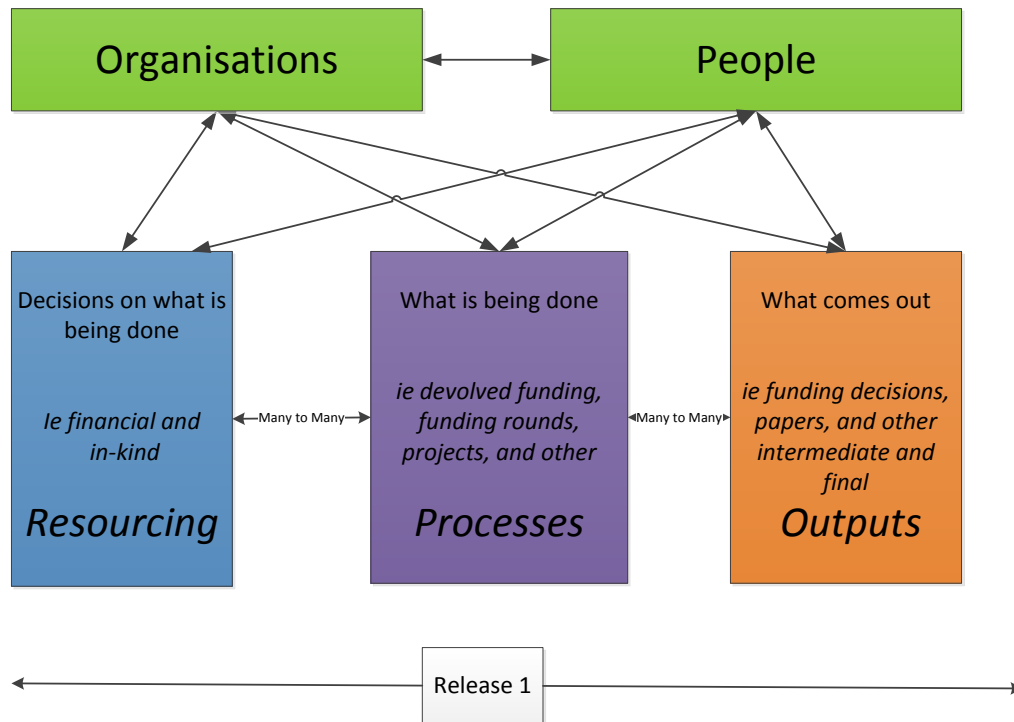 Organisations
People
Decisions on what is
being done
Ie financial and
in-kind
Resourcing
Many to Many
What is being done
ie devolved funding,
funding rounds,
projects, and other
Processes
Many to Many
What comes out
ie funding decisions,
papers, and other
intermediate and
final
Outputs
Release 1